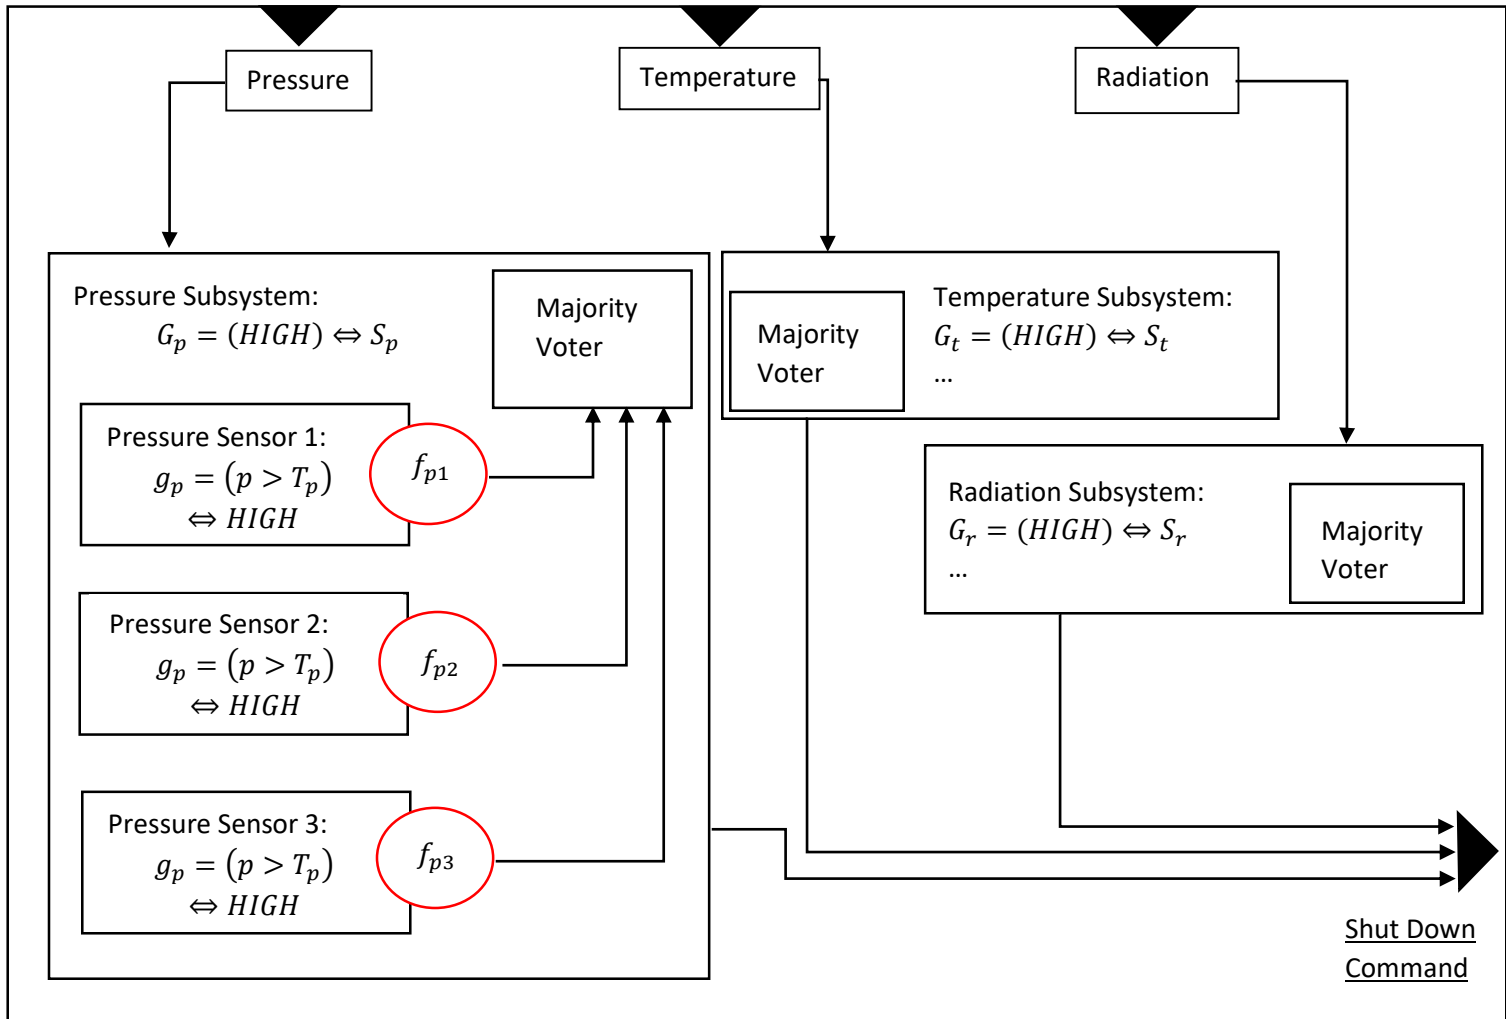 Pressure
Temperature
Radiation
Pressure Subsystem:
G_p = (HIGH) ⇔ S_p
Majority
Voter
Pressure Sensor 1:
g_p = (p > T_p)
⇔ HIGH
f_p1
Pressure Sensor 2:
g_p = (p > T_p)
⇔ HIGH
f_p2
Pressure Sensor 3:
g_p = (p > T_p)
⇔ HIGH
f_p3
Majority
Voter
Temperature Subsystem:
G_t = (HIGH) ⇔ S_t
...
Radiation Subsystem:
G_r = (HIGH) ⇔ S_r
...
Majority
Voter
Shut Down
Command